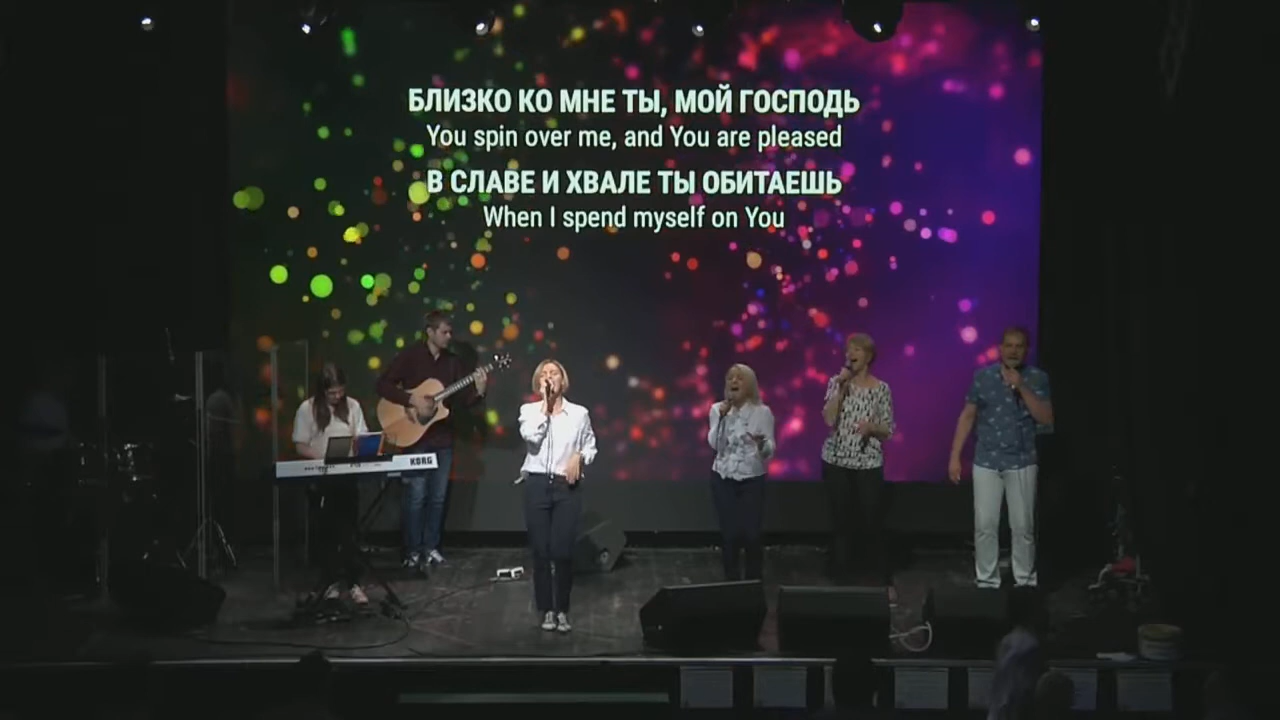 БЛИЗКО КО МНЕ ТЫ, МОЙ ГОСПОДЬ
You spin over me, and You are pleased
В СЛАВЕ И ХВАЛЕ ТЫ ОБИТАЕШЬ
When I spend myself on You
KORG